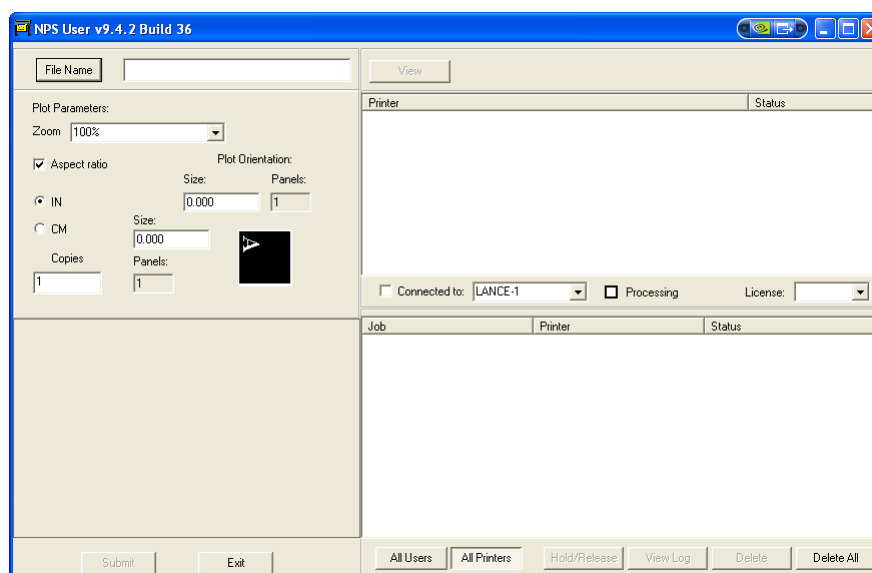 NPS User v9.4.2 Build 36
File Name
View
Plot Parameters:
Zoom 100%
Aspect ratio
Plot Orientation:
Size: Panels:
0.000 1
IN
CM
Size:
0.000
Copies
1
Panels:
1
A
Printer Status
Connected to: LANCE-1 Processing License:
Job Printer Status
Submit Exit
All Users All Printers Hold/Release View Log Delete Delete All